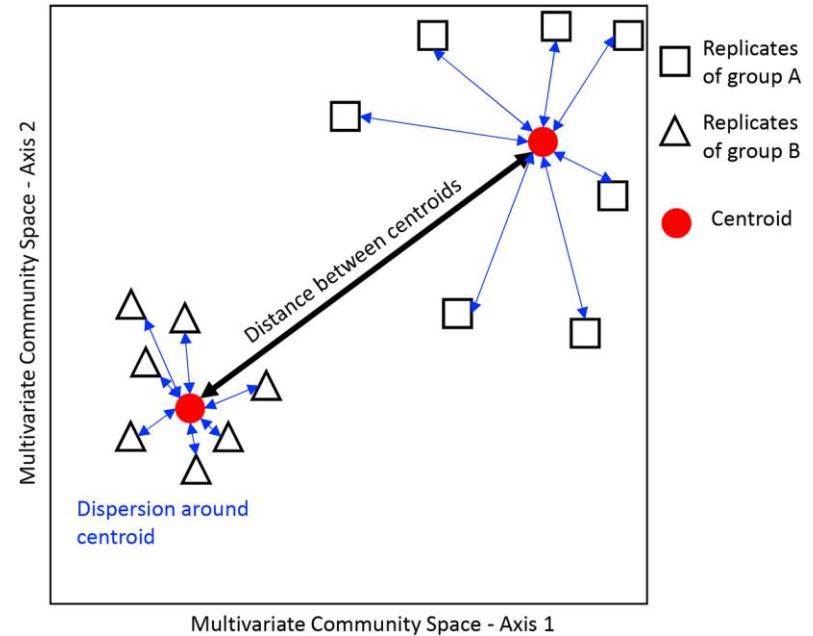 Multivariate Community Space - Axis 2
Replicates
of group A
Replicates
of group B
Centroid
Distance between centroids
Dispersion around
centroid
Multivariate Community Space - Axis 1